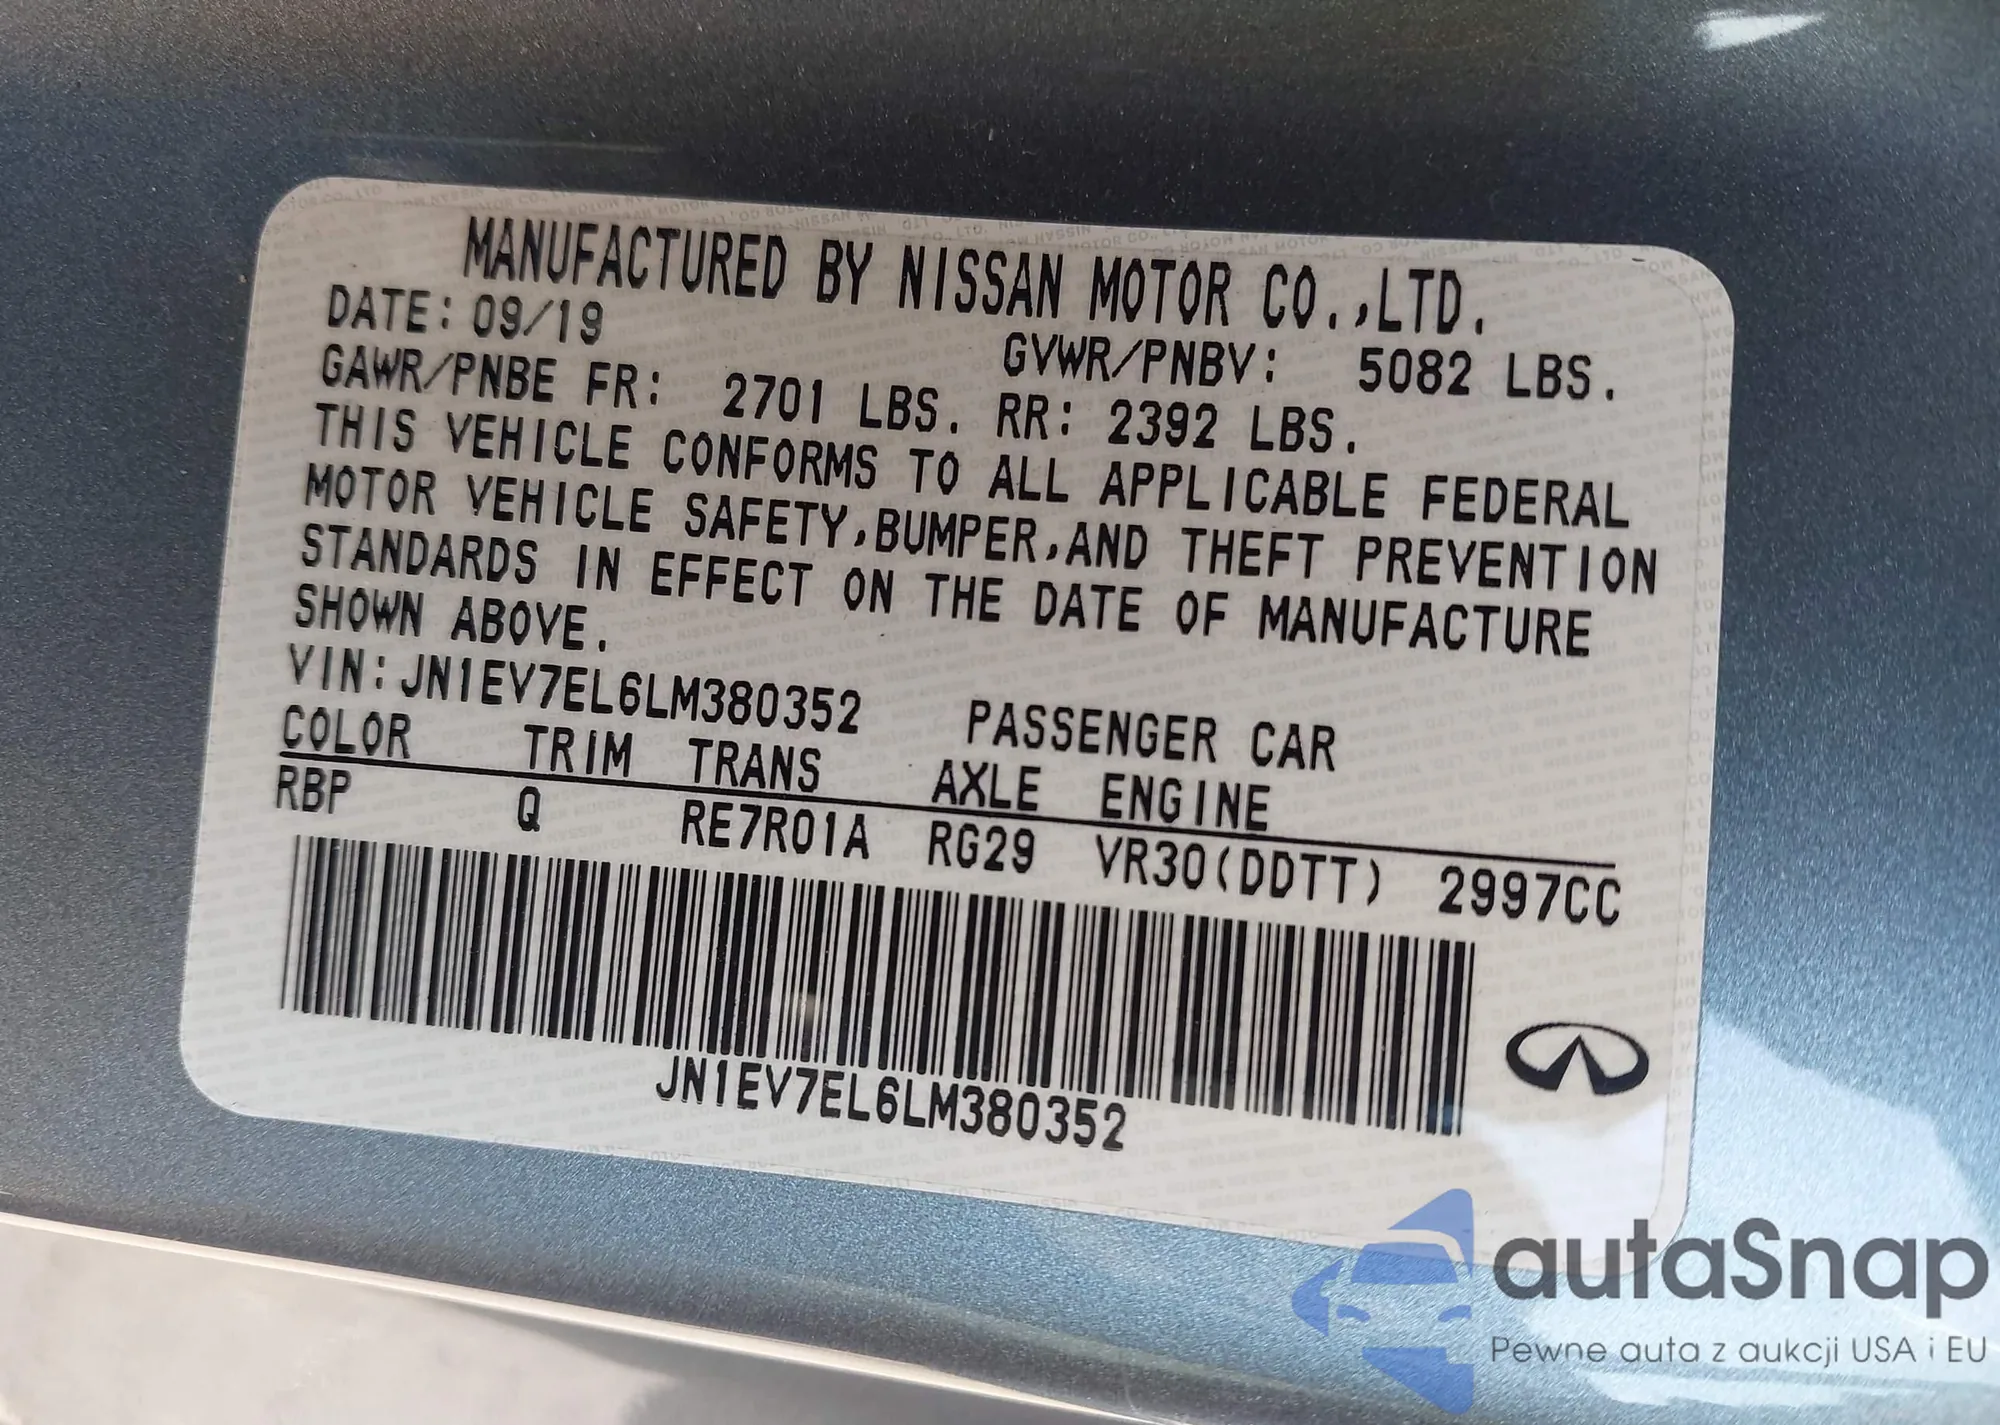 MANUFACTURED BY NISSAN MOTOR CO.,LTD.
DATE: 09/19
GVWR/PNBV: 5082 LBS.
GAWR/PNBE FR: 2701 LBS. RR: 2392 LBS.
THIS VEHICLE CONFORMS TO ALL APPLICABLE FEDERAL
MOTOR VEHICLE SAFETY,BUMPER,AND THEFT PREVENTION
STANDARDS IN EFFECT ON THE DATE OF MANUFACTURE
SHOWN ABOVE.
VIN:JN1EV7EL6LM380352 PASSENGER CAR
COLOR TRIM TRANS AXLE ENGINE
RBP Q RE7R01A RG29 VR30(DDTT) 2997CC
JN1EV7EL6LM380352
autaSnap
Pewne auta z aukcji USA i EU